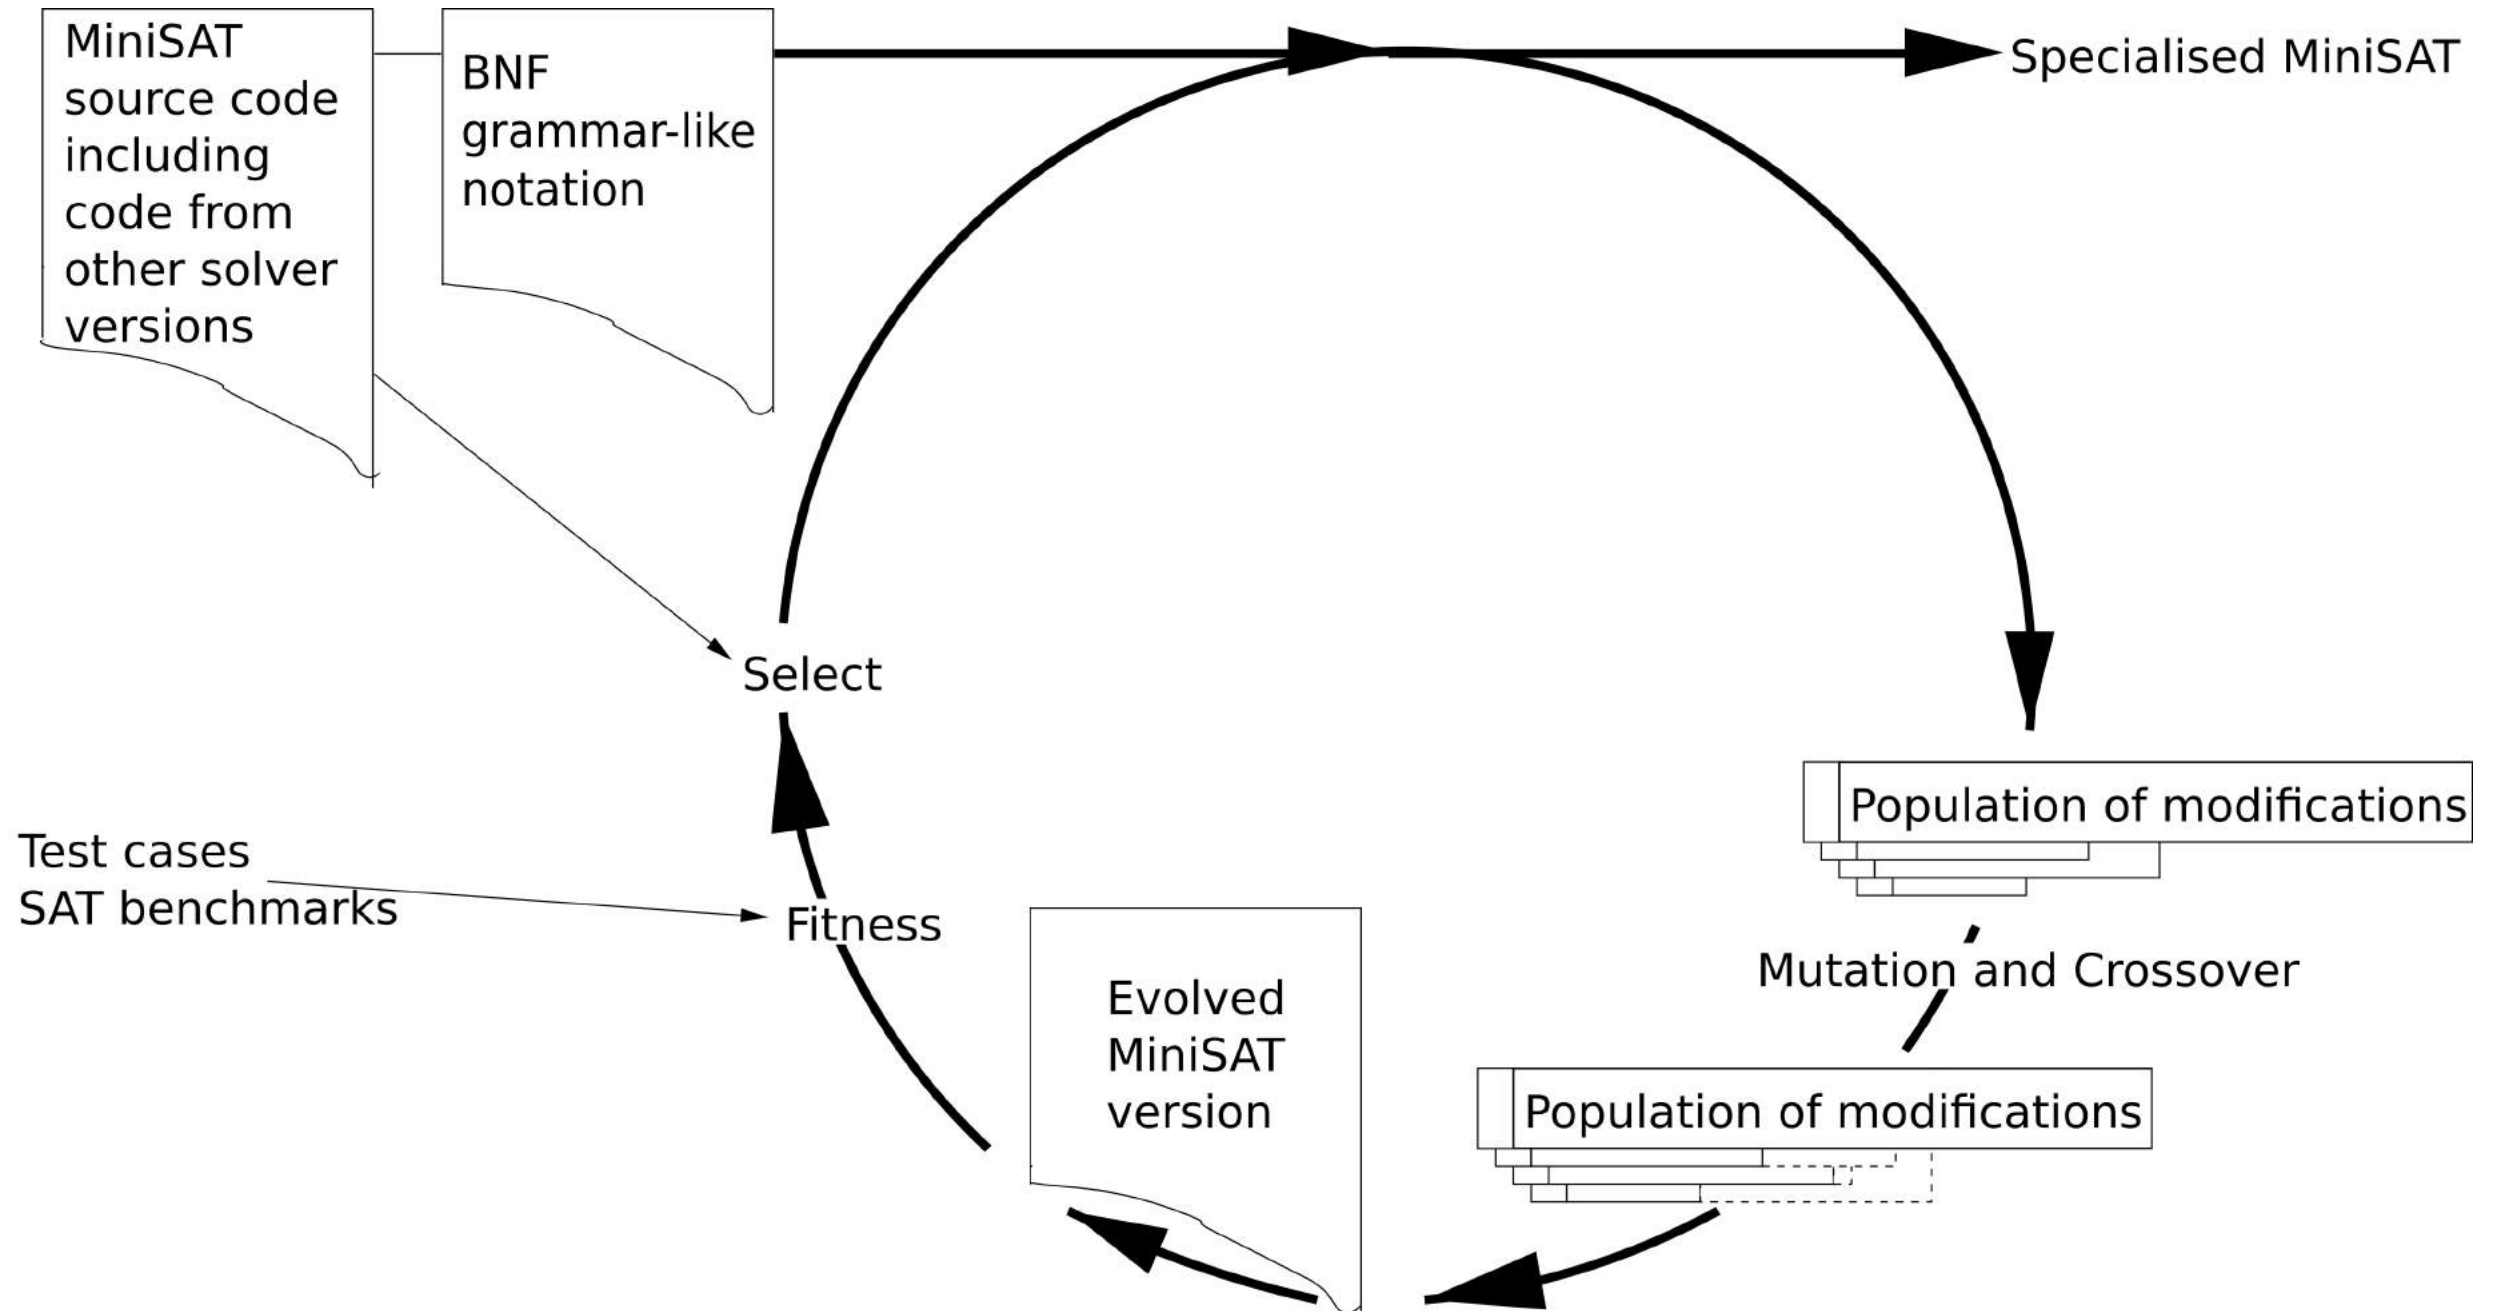 MiniSAT
source code
including
code from
other solver
versions
BNF
grammar-like
notation
Specialised MiniSAT
Select
Population of modifications
Test cases
SAT benchmarks
Fitness
Mutation and Crossover
Evolved
MiniSAT
version
Population of modifications